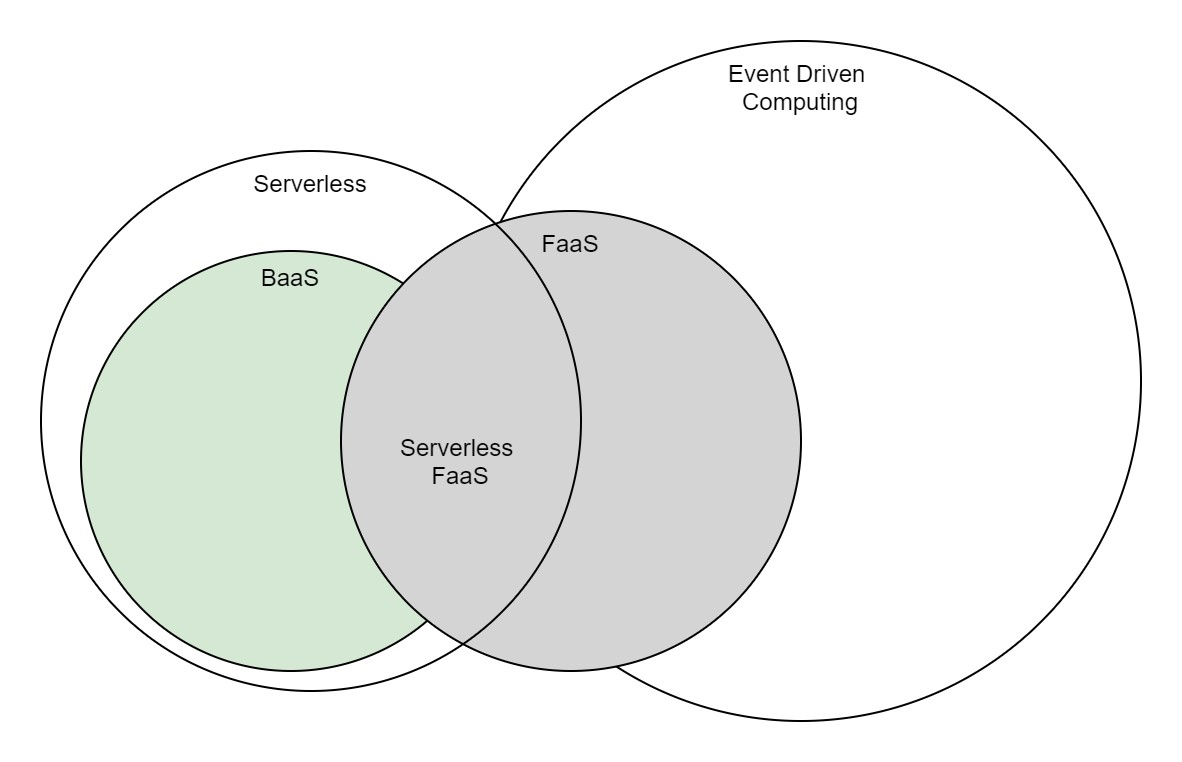 Event Driven
Computing
Serverless
FaaS
BaaS
Serverless
FaaS